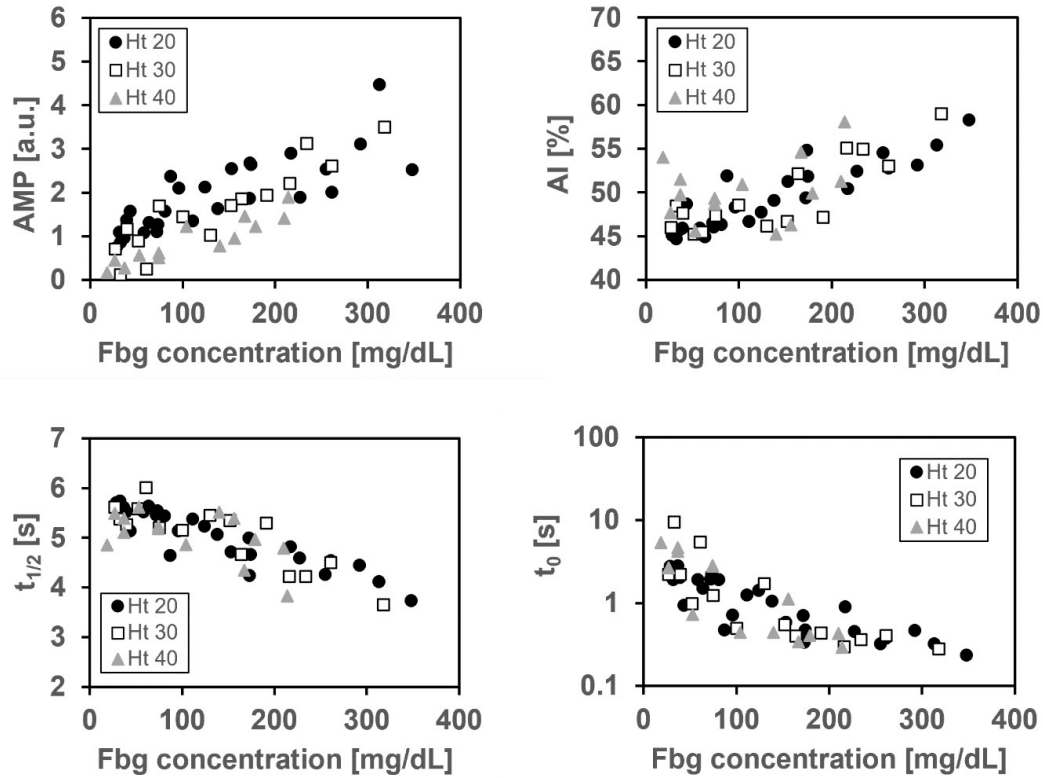 AMP [a.u.]
6
5
4
3
2
1
0
Ht 20
Ht 30
Ht 40
0 100 200 300 400
Fbg concentration [mg/dL]
AI [%]
70
65
60
55
50
45
40
Ht 20
Ht 30
Ht 40
0 100 200 300 400
Fbg concentration [mg/dL]
t1/2 [s]
7
6
5
4
3
2
Ht 20
Ht 30
Ht 40
0 100 200 300 400
Fbg concentration [mg/dL]
t0 [s]
100
10
1
0.1
Ht 20
Ht 30
Ht 40
0 100 200 300 400
Fbg concentration [mg/dL]